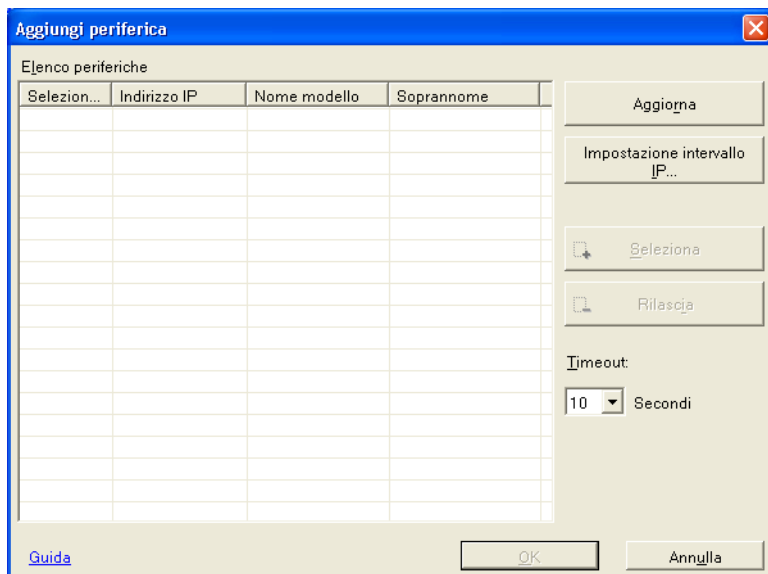 Aggiungi periferica
Elenco periferiche
Selezion... Indirizzo IP Nome modello Soprannome
Aggiorna
Impostazione intervallo
IP...
Seleziona
Rilascia
Timeout:
10 Secondi
Guida OK Annulla